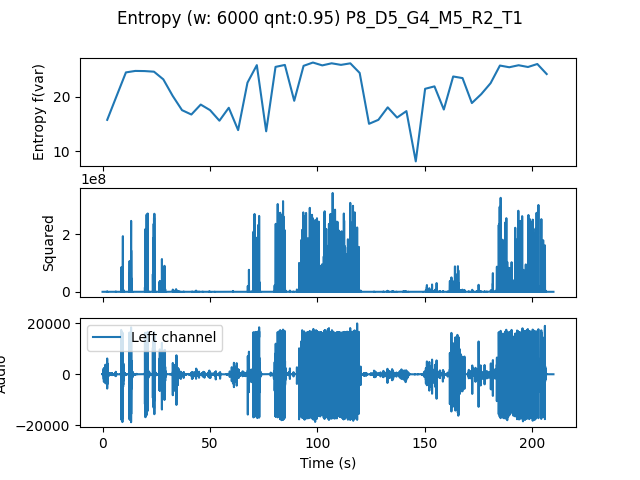 Entropy (w: 6000 qnt:0.95) P8_D5_G4_M5_R2_T1
Entropy f(var)
20
10
1e8
Squared
2
0
Audio
20000
0
−20000
Left channel
0
50
100
150
200
Time (s)